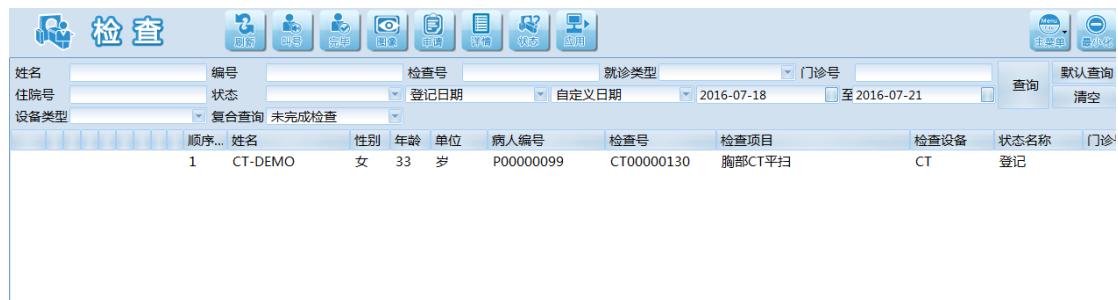 检查 刷新 叫号 完毕 图像 申请 详情 状态 应用 Menu 主菜单 最小化
姓名 编号 检查号 就诊类型 门诊号 查询 默认查询
住院号 状态 登记日期 自定义日期 2016-07-18 至 2016-07-21 清空
设备类型 复合查询 未完成检查
顺序... 姓名 性别 年龄 单位 病人编号 检查号 检查项目 检查设备 状态名称 门诊
1 CT-DEMO 女 33 岁 P00000099 CT00000130 胸部CT平扫 CT 登记